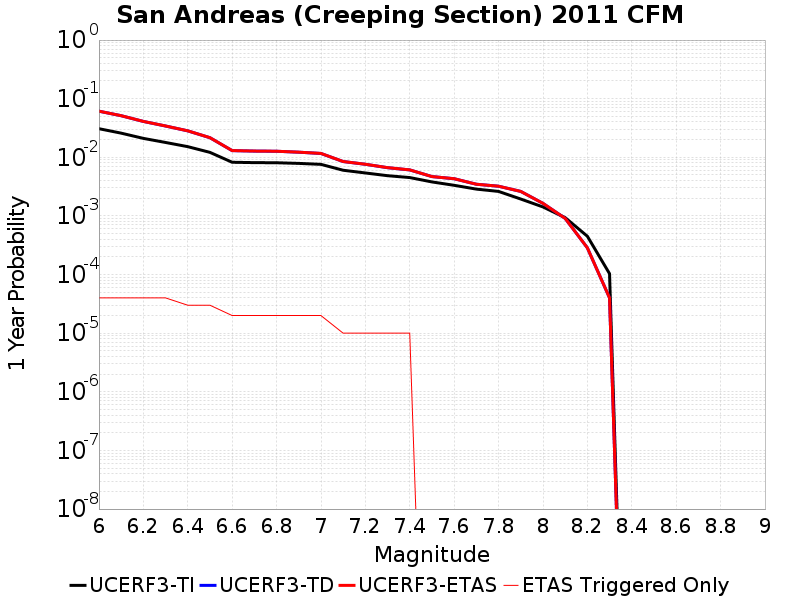 San Andreas (Creeping Section) 2011 CFM
1 Year Probability
10^0
10^-1
10^-2
10^-3
10^-4
10^-5
10^-6
10^-7
10^-8
6 6.2 6.4 6.6 6.8 7 7.2 7.4 7.6 7.8 8 8.2 8.4 8.6 8.8 9
Magnitude
UCERF3-TI UCERF3-TD UCERF3-ETAS ETAS Triggered Only